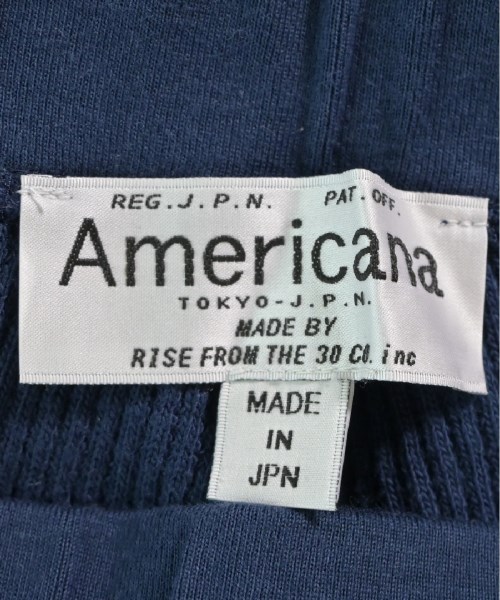 REG.J.P.N. PAT.OFF.
Americana
TOKYO-J.P.N.
MADE BY
RISE FROM THE 30 CO. inc
MADE
IN
JPN